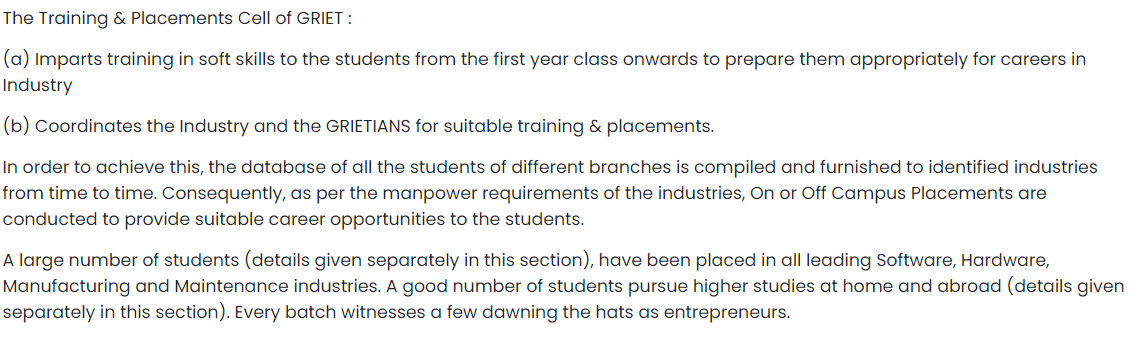 The Training & Placements Cell of GRIET :
(a) Imparts training in soft skills to the students from the first year class onwards to prepare them appropriately for careers in
Industry
(b) Coordinates the Industry and the GRIETIANS for suitable training & placements.
In order to achieve this, the database of all the students of different branches is compiled and furnished to identified industries
from time to time. Consequently, as per the manpower requirements of the industries, On or Off Campus Placements are
conducted to provide suitable career opportunities to the students.
A large number of students (details given separately in this section), have been placed in all leading Software, Hardware,
Manufacturing and Maintenance industries. A good number of students pursue higher studies at home and abroad (details given
separately in this section). Every batch witnesses a few dawning the hats as entrepreneurs.